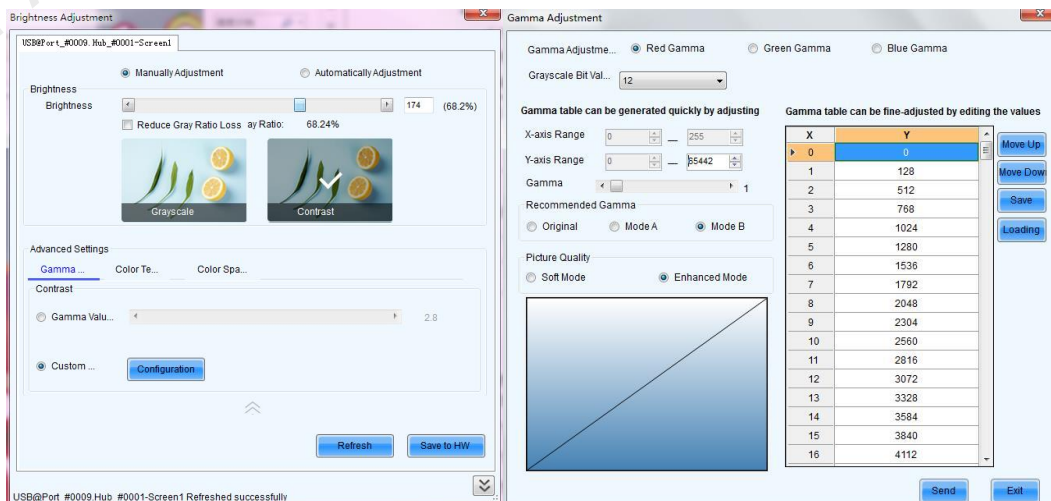 Brightness Adjustment
USB@Port_#0009.Hub_#0001-Screen1
Manually Adjustment Automatically Adjustment
Brightness
Brightness 174 (68.2%)
Reduce Gray Ratio Loss ay Ratio: 68.24%
Grayscale Contrast
Advanced Settings
Gamma ... Color Te... Color Spa...
Contrast
Gamma Valu... 2.8
Custom ... Configuration
Refresh Save to HW
USB@Port_#0009.Hub_#0001-Screen1 Refreshed successfully
Gamma Adjustment
Gamma Adjustme... Red Gamma Green Gamma Blue Gamma
Grayscale Bit Val... 12
Gamma table can be generated quickly by adjusting
X-axis Range 0 — 255
Y-axis Range 0 — 65442
Gamma 1
Recommended Gamma
Original Mode A Mode B
Picture Quality
Soft Mode Enhanced Mode
Gamma table can be fine-adjusted by editing the values
X Y
0 0
1 128
2 512
3 768
4 1024
5 1280
6 1536
7 1792
8 2048
9 2304
10 2560
11 2816
12 3072
13 3328
14 3584
15 3840
16 4112
Move Up
Move Down
Save
Loading
Send Exit